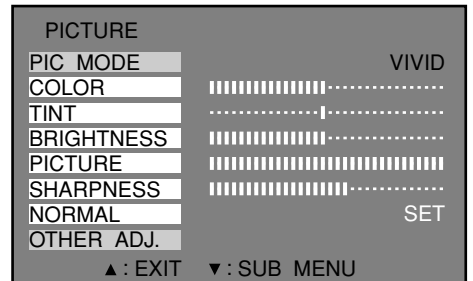 PICTURE
PIC MODE VIVID
COLOR
TINT
BRIGHTNESS
PICTURE
SHARPNESS
NORMAL SET
OTHER ADJ.
▲ : EXIT ▼ : SUB MENU